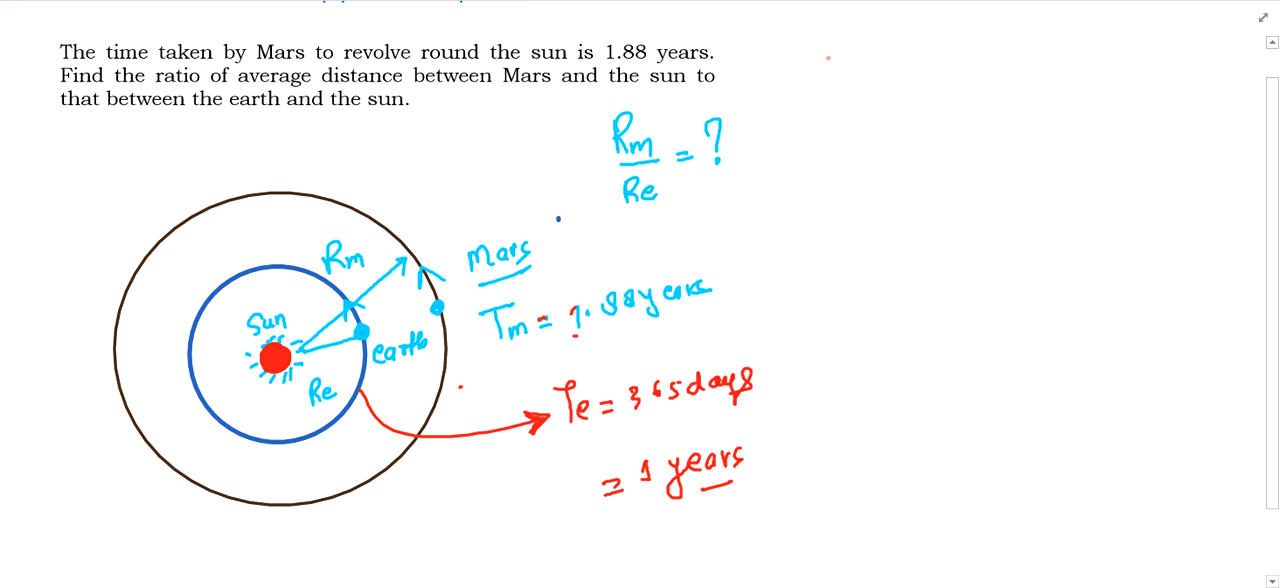 The time taken by Mars to revolve round the sun is 1.88 years.
Find the ratio of average distance between Mars and the sun to
that between the earth and the sun.
Rm
= ?
Re
Rm
Mars
Tm = 1.88 years
Sun
earth
Re
Te = 365 days
= 1 years